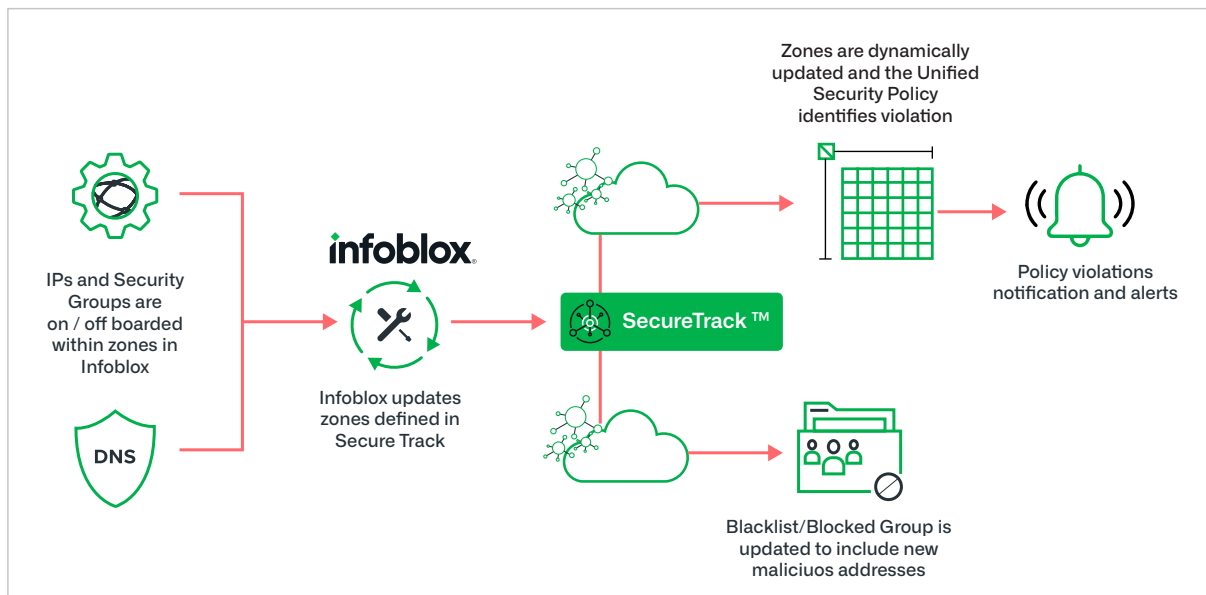 Zones are dynamically
updated and the Unified
Security Policy
identifies violation
IPs and Security
Groups are
on / off boarded
within zones in
Infoblox
infoblox®
SecureTrack™
Policy violations
notification and alerts
Infoblox updates
zones defined in
Secure Track
DNS
Blacklist/Blocked Group is
updated to include new
maliciuos addresses